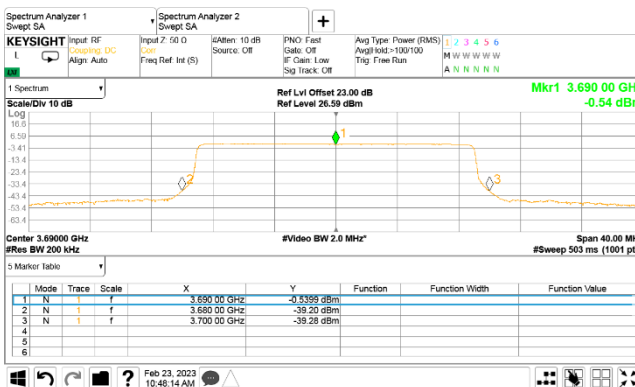 Spectrum Analyzer 1
Swept SA
Spectrum Analyzer 2
Swept SA
KEYSIGHT
L
LM
Input: RF
Coupling: DC
Align: Auto
Input Z: 50 Ω
Corr
Freq Ref: Int (S)
#Atten: 10 dB
Source: Off
PNO: Fast
Gate: Off
IF Gain: Low
Sig Track: Off
Avg Type: Power (RMS)
Avg|Hold:>100/100
Trig: Free Run
1 2 3 4 5 6
M W W W W W
A N N N N N
1 Spectrum
Scale/Div 10 dB
Ref Lvl Offset 23.00 dB
Ref Level 26.59 dBm
Mkr1 3.690 00 GH
-0.54 dBr
Log
16.6
6.59
-3.41
-13.4
-23.4
-33.4
-43.4
-53.4
-63.4
1
2
3
Center 3.69000 GHz
#Video BW 2.0 MHz*
Span 40.00 MH
#Res BW 200 kHz
#Sweep 503 ms (1001 pt
5 Marker Table
Mode Trace Scale X Y Function Function Width Function Value
1 N 1 f 3.690 00 GHz -0.5399 dBm
2 N 1 f 3.680 00 GHz -39.20 dBm
3 N 1 f 3.700 00 GHz -39.28 dBm
4
5
6
?
Feb 23, 2023
10:48:14 AM